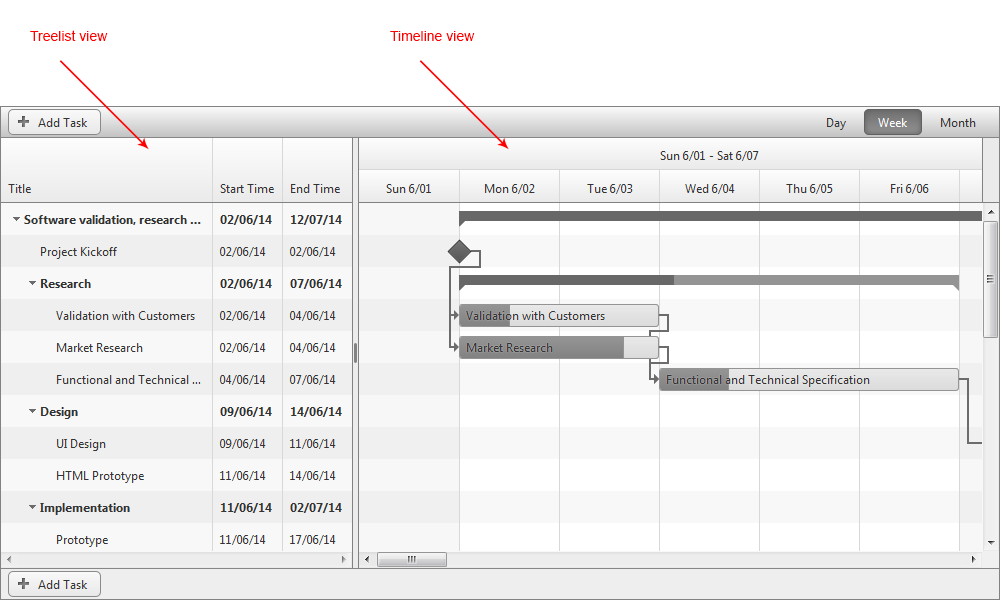 Treelist view Timeline view
Add Task Day Week Month
Sun 6/01 - Sat 6/07
Title Start Time End Time Sun 6/01 Mon 6/02 Tue 6/03 Wed 6/04 Thu 6/05 Fri 6/06
Software validation, research ... 02/06/14 12/07/14
Project Kickoff 02/06/14 02/06/14
Research 02/06/14 07/06/14
Validation with Customers 02/06/14 04/06/14 Validation with Customers
Market Research 02/06/14 04/06/14 Market Research
Functional and Technical ... 04/06/14 07/06/14 Functional and Technical Specification
Design 09/06/14 14/06/14
UI Design 09/06/14 11/06/14
HTML Prototype 11/06/14 14/06/14
Implementation 11/06/14 02/07/14
Prototype 11/06/14 17/06/14
Add Task